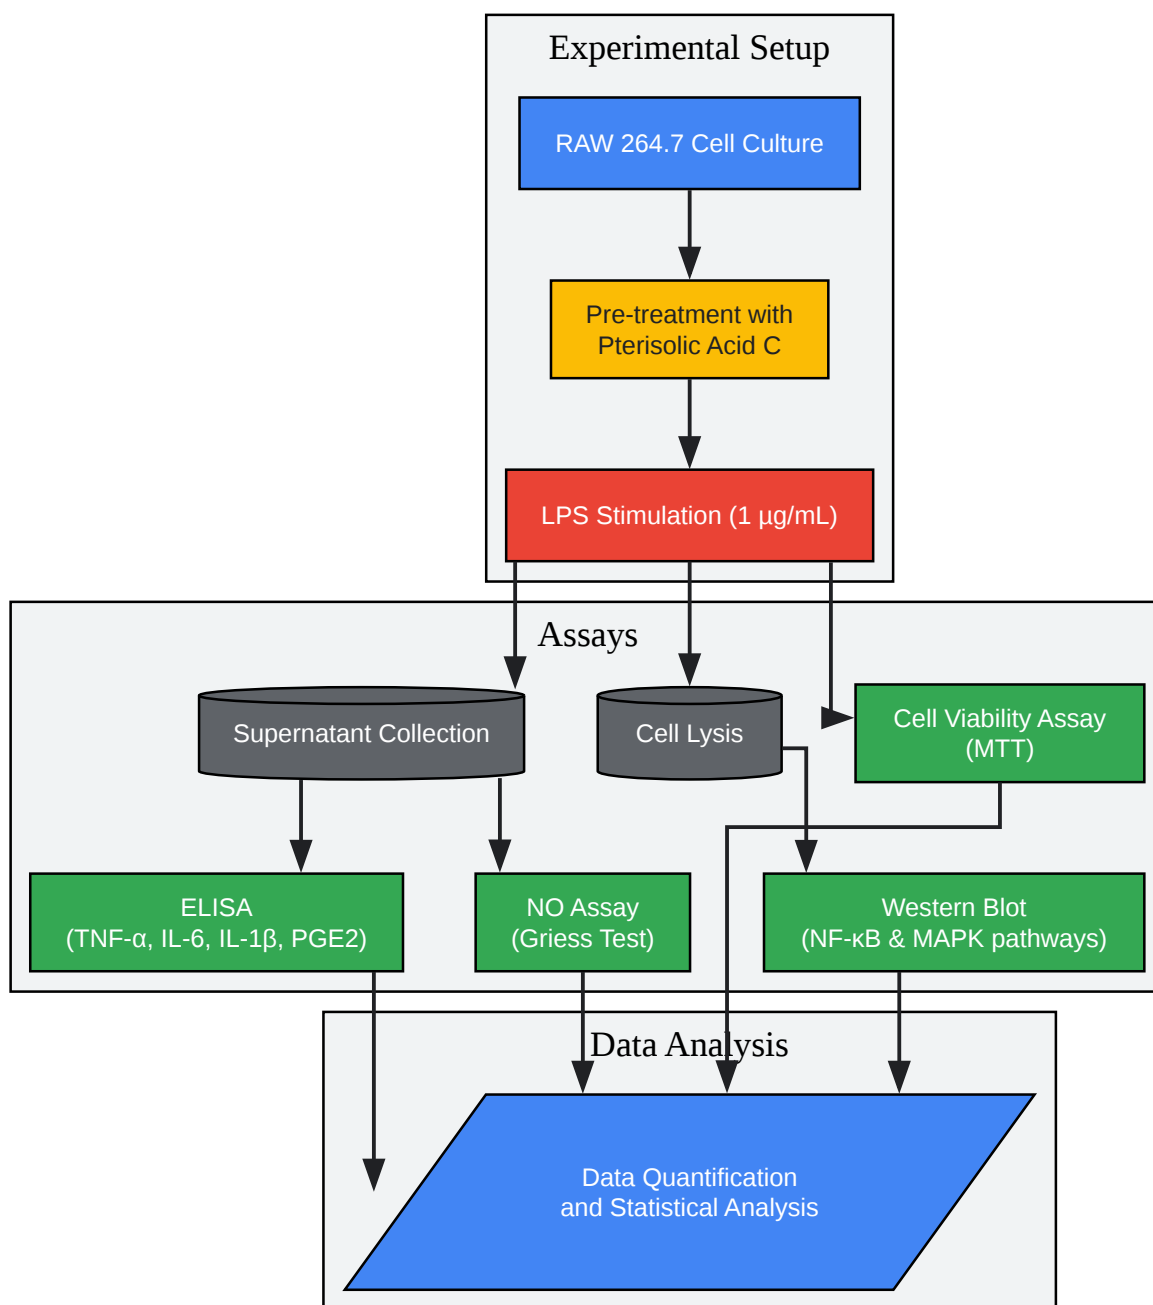 Experimental Setup
RAW 264.7 Cell Culture
Pre-treatment with
Pterisolic Acid C
LPS Stimulation (1 µg/mL)
Assays
Supernatant Collection
Cell Lysis
Cell Viability Assay
(MTT)
ELISA
(TNF-α, IL-6, IL-1β, PGE2)
NO Assay
(Griess Test)
Western Blot
(NF-κB & MAPK pathways)
Data Analysis
Data Quantification
and Statistical Analysis